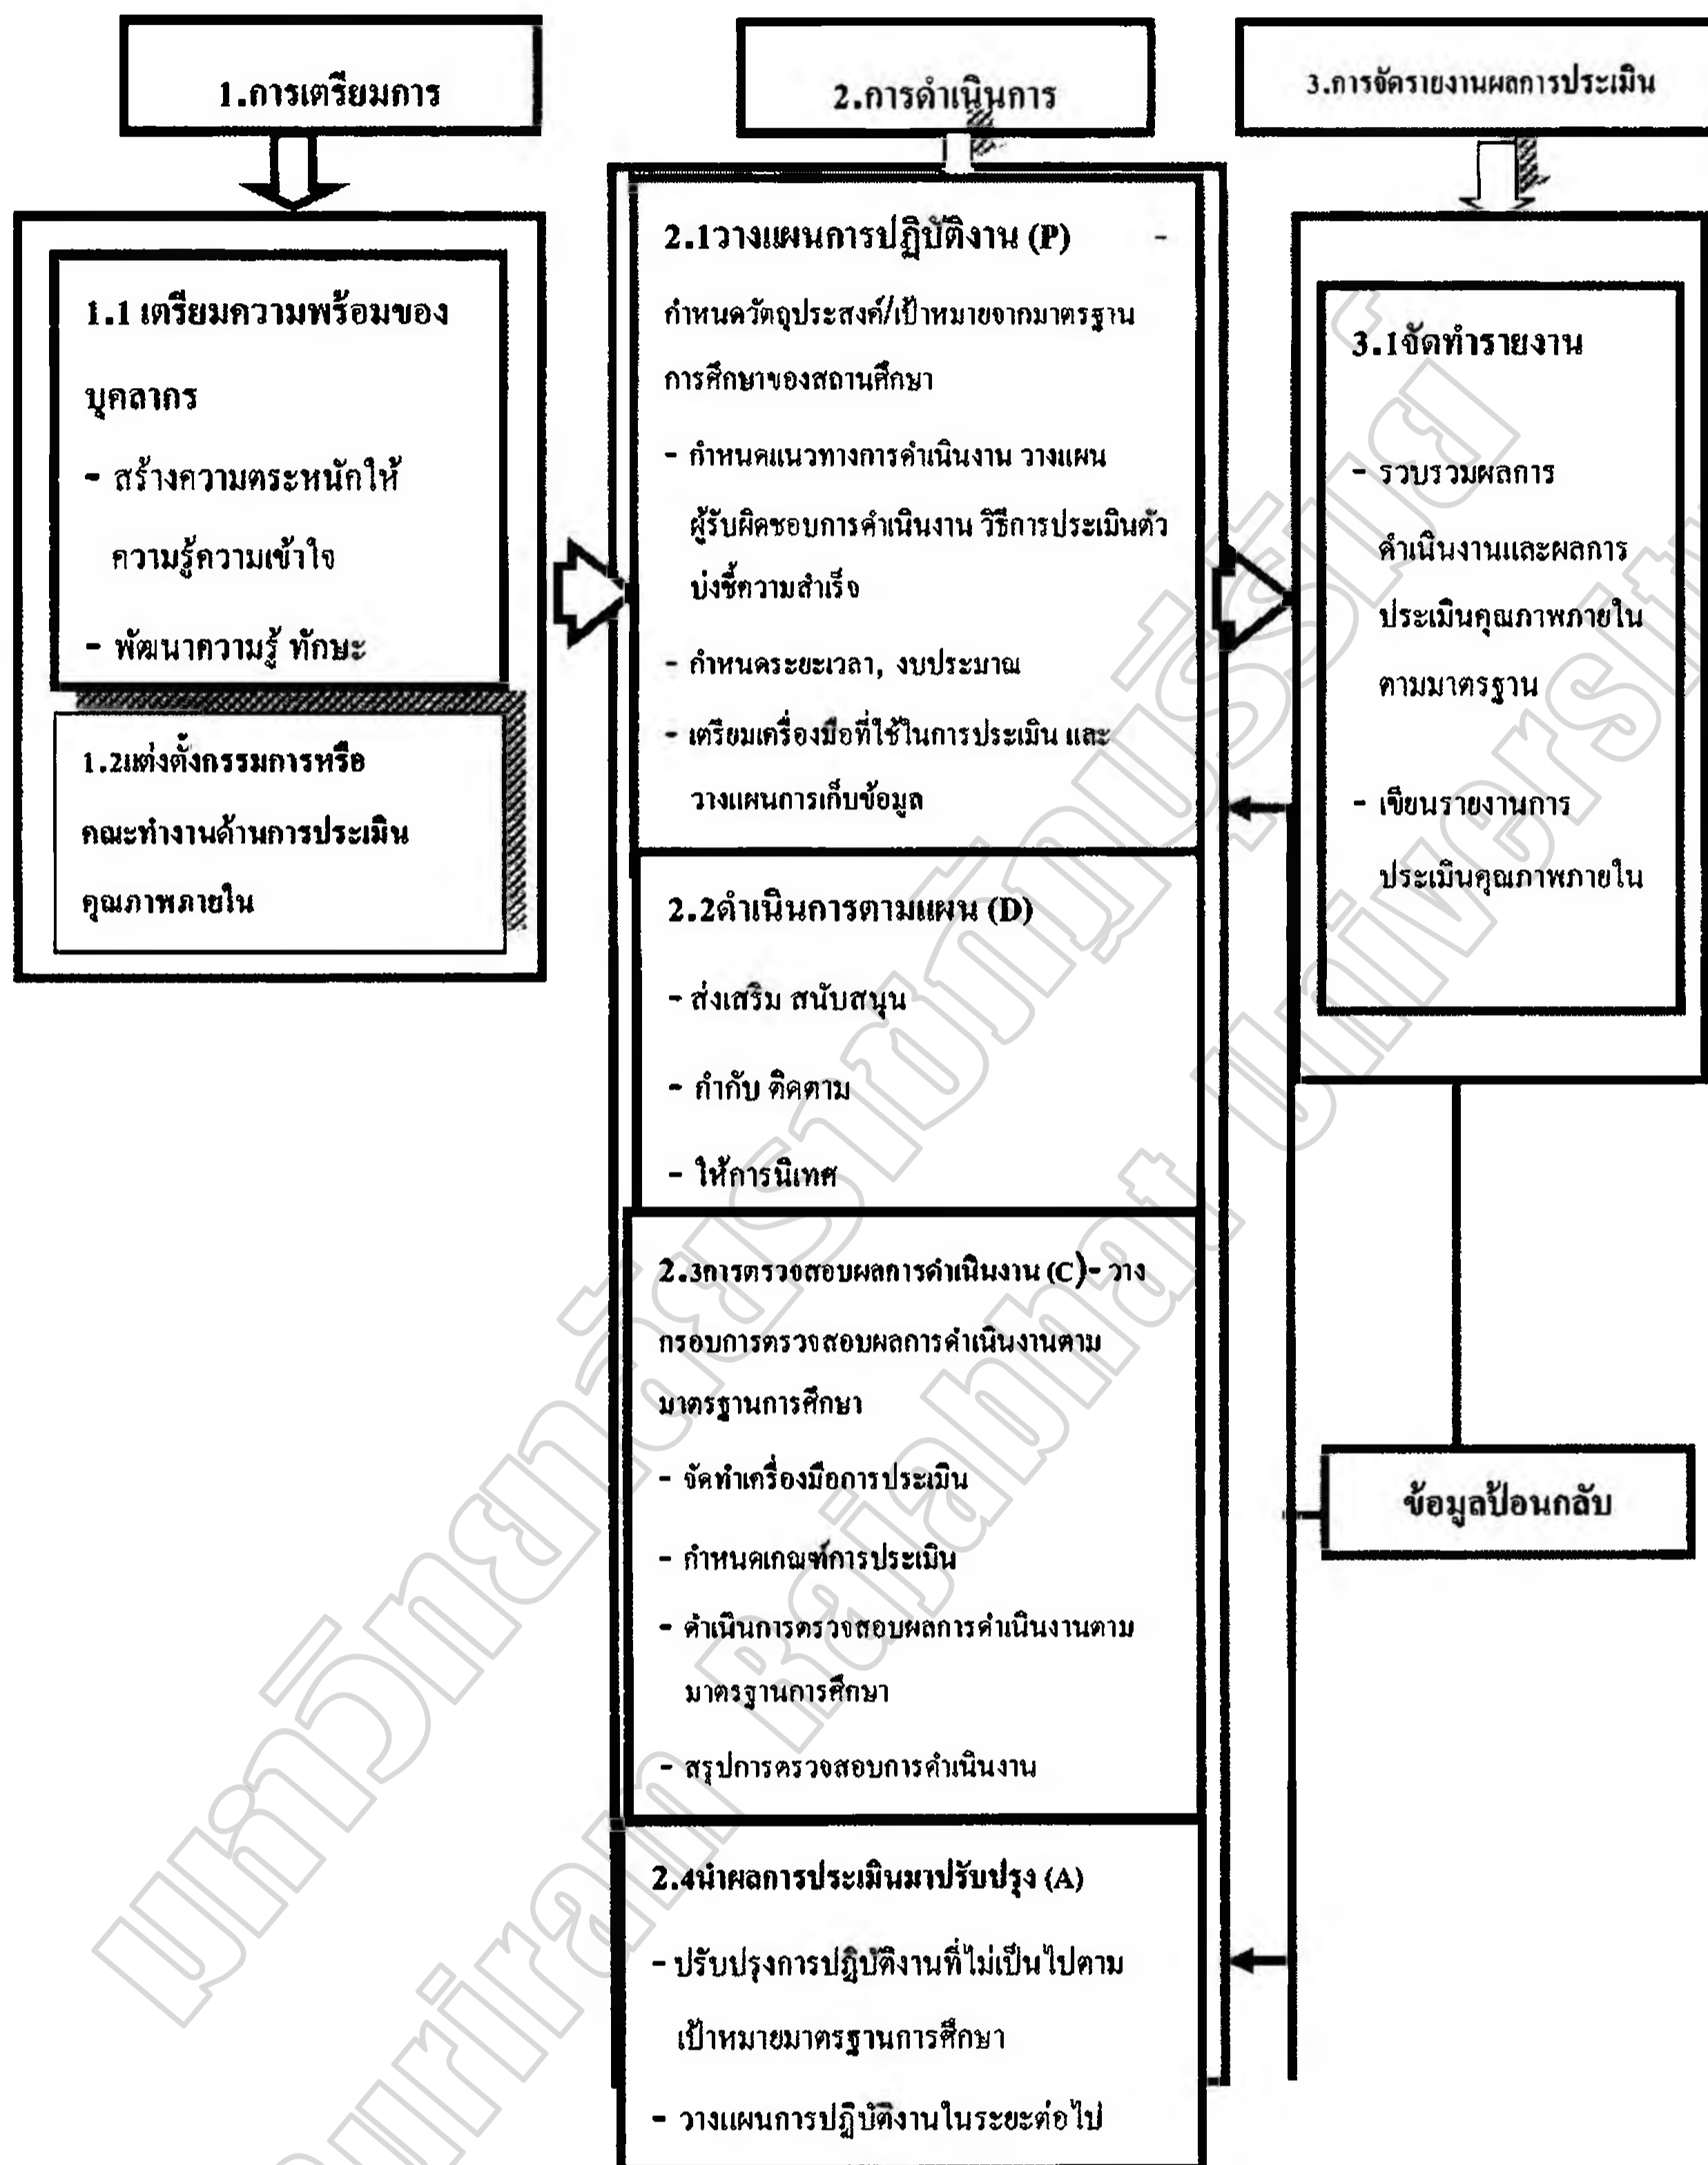 1.การเตรียมการ
2.การดำเนินการ
3.การจัดรายงานผลการประเมิน
1.1 เตรียมความพร้อมของ
บุคลากร
- สร้างความตระหนักให้
ความรู้ความเข้าใจ
- พัฒนาความรู้ ทักษะ
1.2แต่งตั้งกรรมการหรือ
คณะทำงานด้านการประเมิน
คุณภาพภายใน
2.1วางแผนการปฏิบัติงาน (P) -
กำหนดวัตถุประสงค์/เป้าหมายจากมาตรฐาน
การศึกษาของสถานศึกษา
- กำหนดแนวทางการดำเนินงาน วางแผน
ผู้รับผิดชอบการดำเนินงาน วิธีการประเมินตัว
บ่งชี้ความสำเร็จ
- กำหนดระยะเวลา, งบประมาณ
- เตรียมเครื่องมือที่ใช้ในการประเมิน และ
วางแผนการเก็บข้อมูล
2.2ดำเนินการตามแผน (D)
- ส่งเสริม สนับสนุน
- กำกับ ติดตาม
- ให้การนิเทศ
2.3การตรวจสอบผลการดำเนินงาน (C)- วาง
กรอบการตรวจสอบผลการดำเนินงานตาม
มาตรฐานการศึกษา
- จัดทำเครื่องมือการประเมิน
- กำหนดเกณฑ์การประเมิน
- ดำเนินการตรวจสอบผลการดำเนินงานตาม
มาตรฐานการศึกษา
- สรุปการตรวจสอบการดำเนินงาน
2.4นำผลการประเมินมาปรับปรุง (A)
- ปรับปรุงการปฏิบัติงานที่ไม่เป็นไปตาม
เป้าหมายมาตรฐานการศึกษา
- วางแผนการปฏิบัติงานในระยะต่อไป
3.1จัดทำรายงาน
- รวบรวมผลการ
ดำเนินงานและผลการ
ประเมินคุณภาพภายใน
ตามมาตรฐาน
- เขียนรายงานการ
ประเมินคุณภาพภายใน
ข้อมูลป้อนกลับ
มหาวิทยาลัยราชภัฏบุรีรัมย์
Buriram Rajabhat University